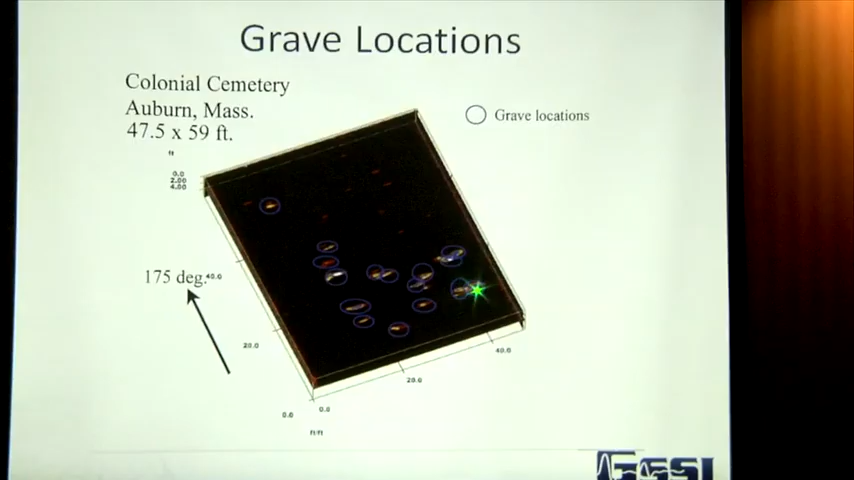 Grave Locations
Colonial Cemetery
Auburn, Mass.
47.5 x 59 ft.
Grave locations
ft
0.0
2.00
4.00
175 deg.
40.0
20.0
0.0
0.0
20.0
40.0
ft/ft
GSSI